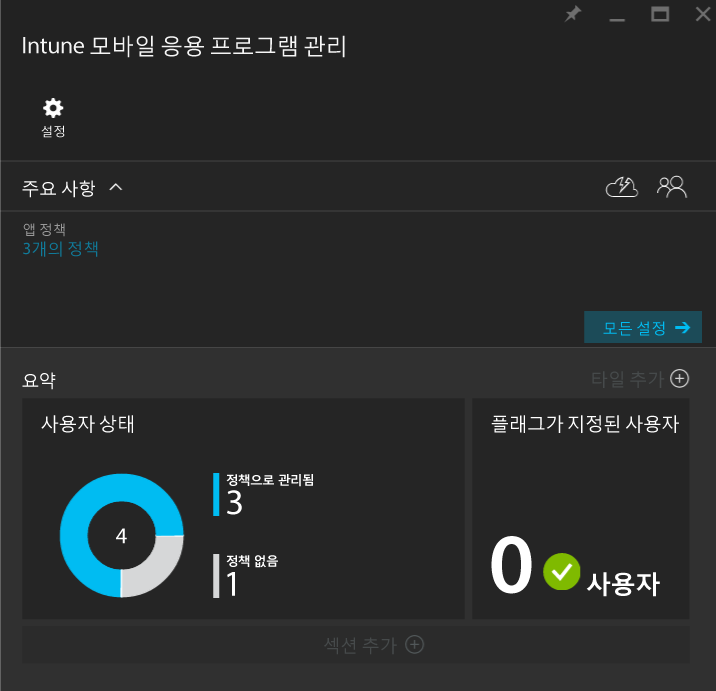 Intune 모바일 응용 프로그램 관리
설정
주요 사항
앱 정책
3개의 정책
모든 설정
요약
타일 추가
사용자 상태
4
정책으로 관리됨
3
정책 없음
1
플래그가 지정된 사용자
0 사용자
섹션 추가